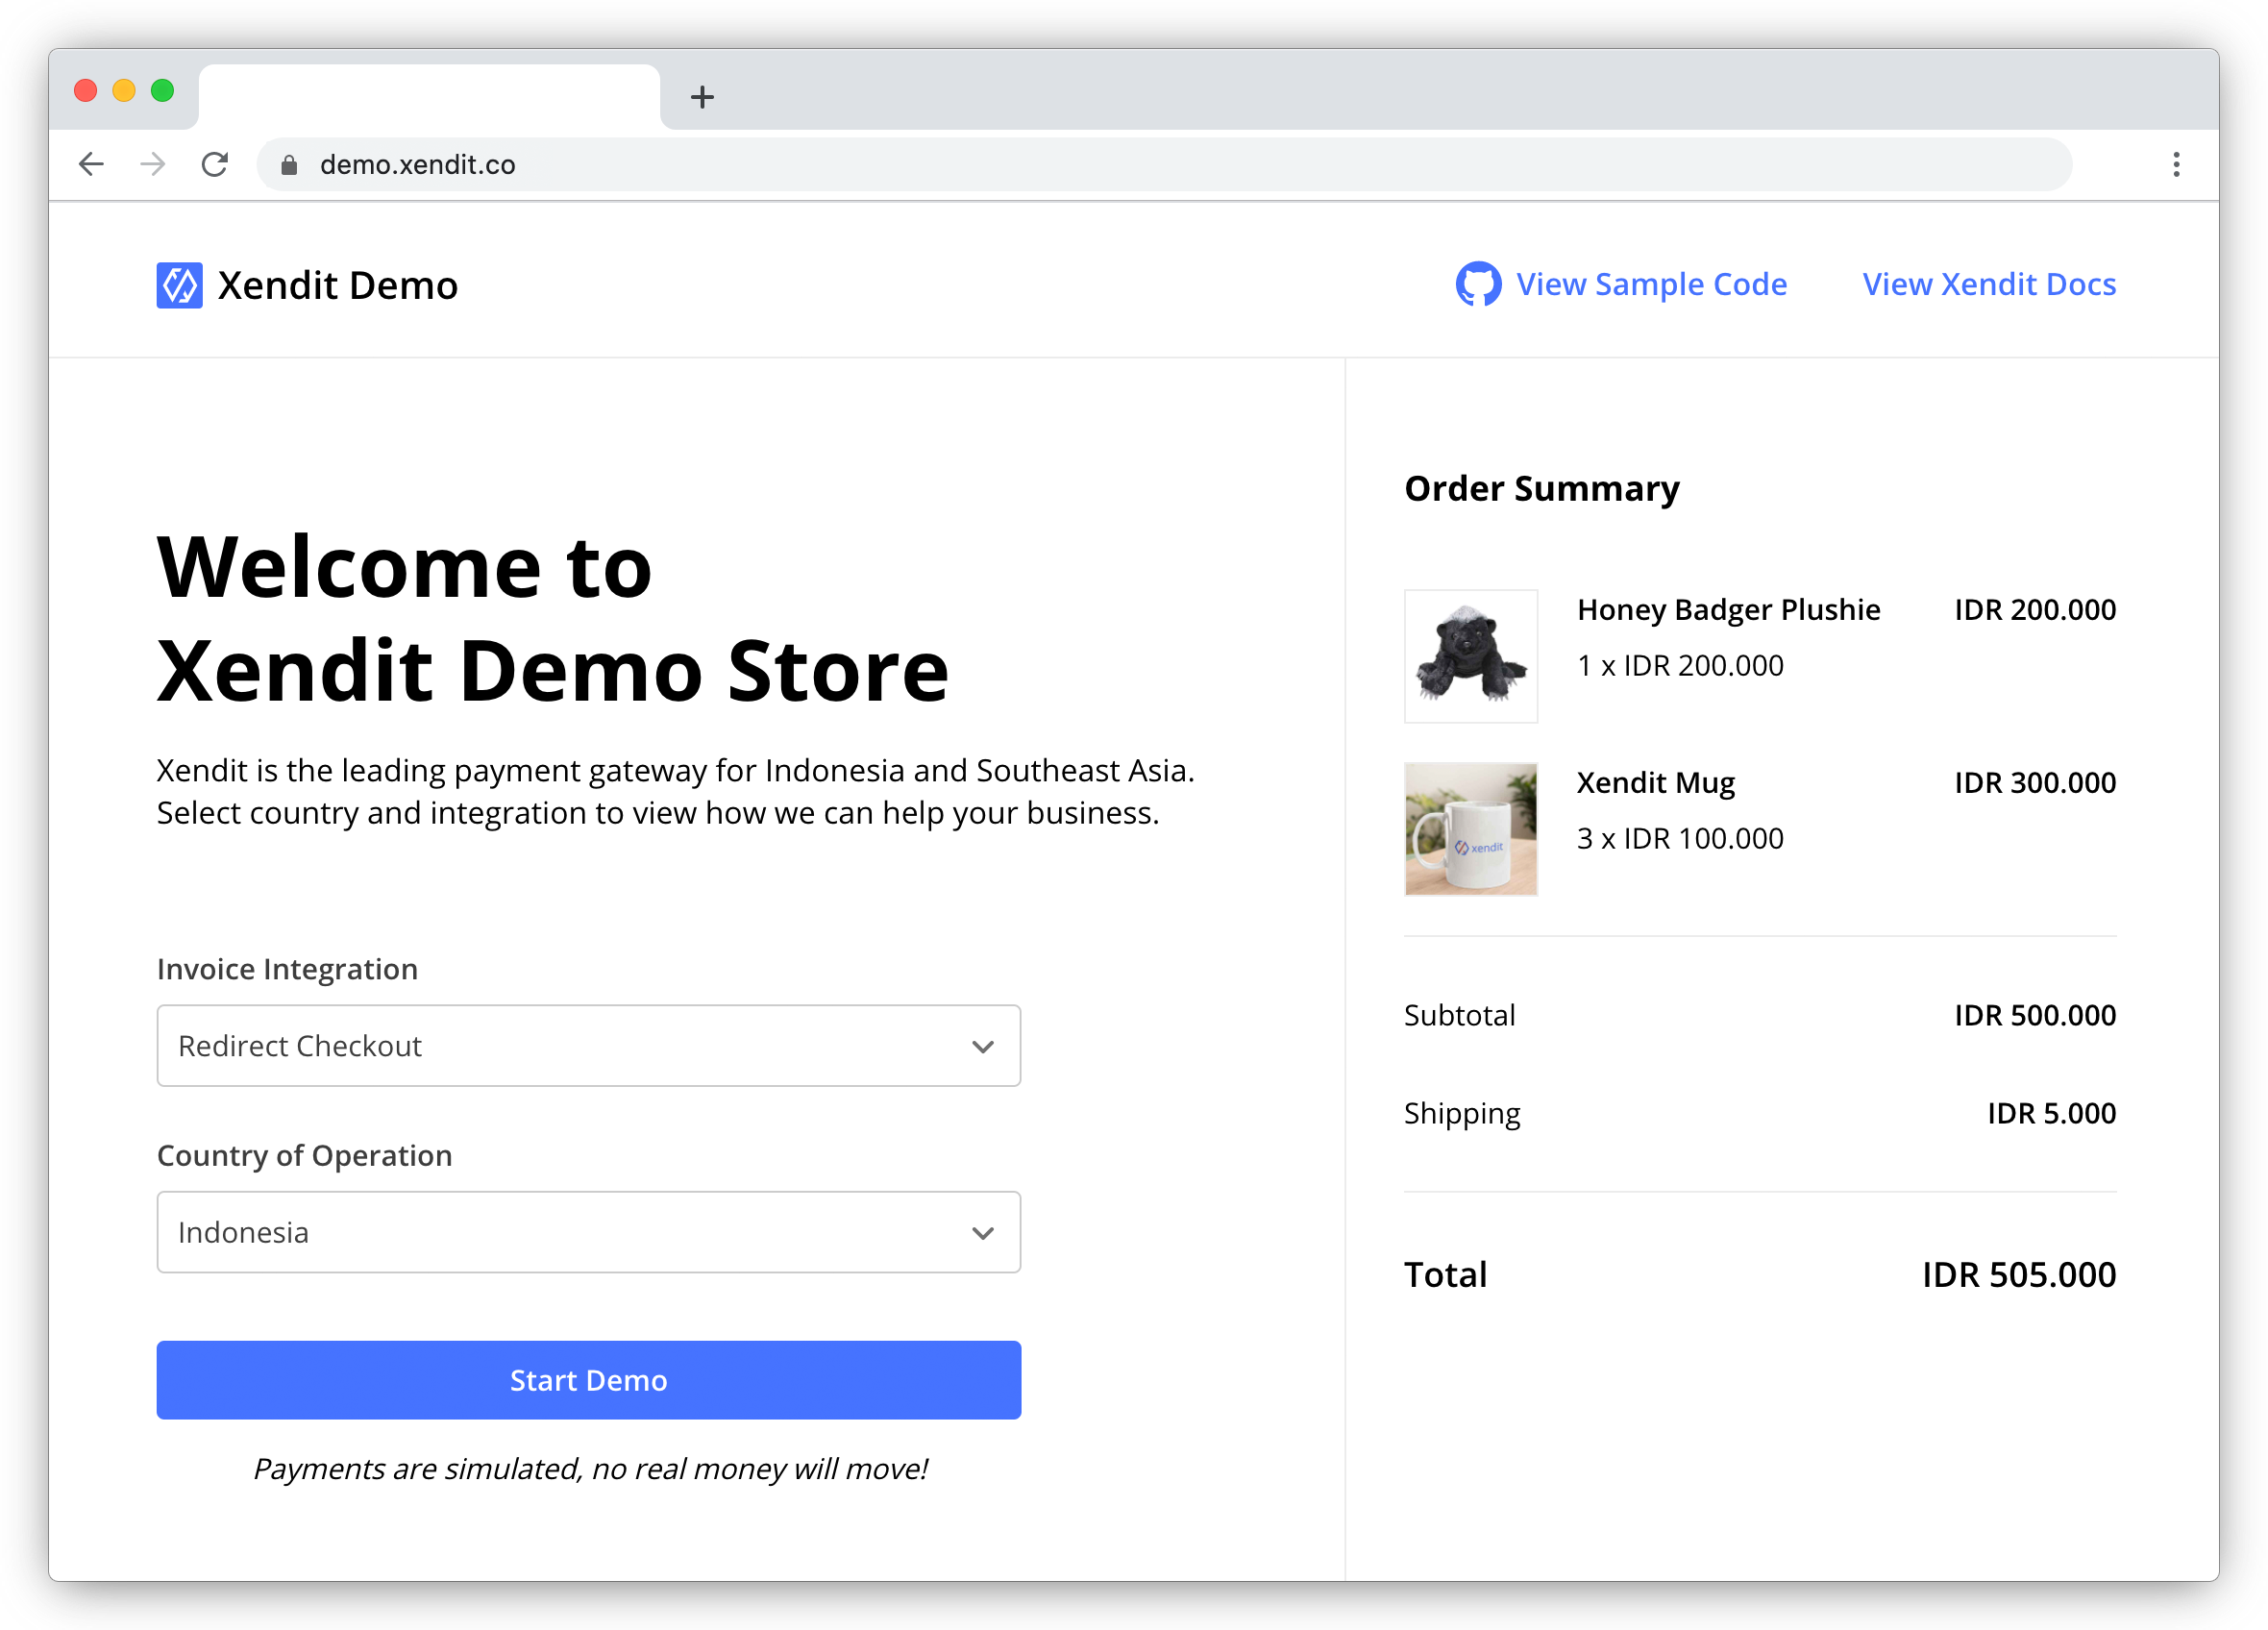 demo.xendit.co
Xendit Demo
View Sample Code
View Xendit Docs
Welcome to
Xendit Demo Store
Xendit is the leading payment gateway for Indonesia and Southeast Asia.
Select country and integration to view how we can help your business.
Invoice Integration
Redirect Checkout
Country of Operation
Indonesia
Start Demo
Payments are simulated, no real money will move!
Order Summary
Honey Badger Plushie IDR 200.000
1 x IDR 200.000
Xendit Mug IDR 300.000
3 x IDR 100.000
xendit
Subtotal IDR 500.000
Shipping IDR 5.000
Total IDR 505.000